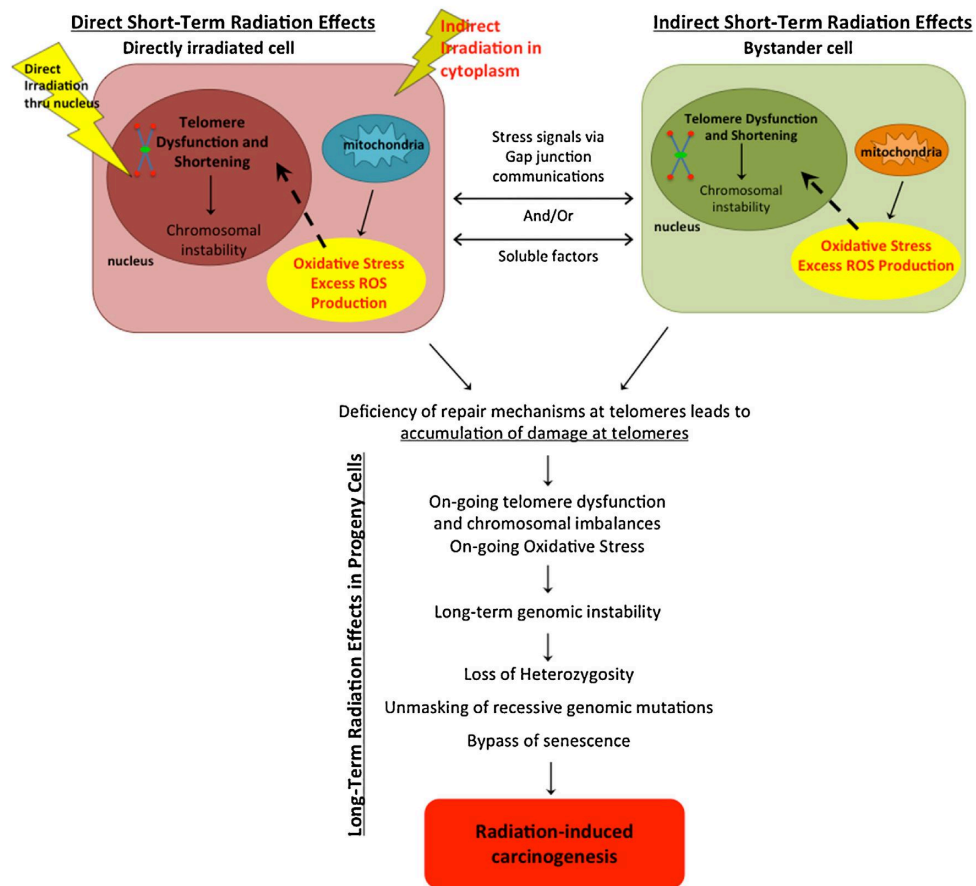 Direct Short-Term Radiation Effects
Directly irradiated cell
Direct
Irradiation
thru nucleus
Indirect
Irradiation in
cytoplasm
Telomere
Dysfunction and
Shortening
Chromosomal
instability
nucleus
mitochondria
Oxidative Stress
Excess ROS
Production
Stress signals via
Gap junction
communications
And/Or
Soluble factors
Indirect Short-Term Radiation Effects
Bystander cell
Telomere Dysfunction
and Shortening
Chromosomal
instability
nucleus
mitochondria
Oxidative Stress
Excess ROS Production
Deficiency of repair mechanisms at telomeres leads to
accumulation of damage at telomeres
Long-Term Radiation Effects in Progeny Cells
On-going telomere dysfunction
and chromosomal imbalances
On-going Oxidative Stress
Long-term genomic instability
Loss of Heterozygosity
Unmasking of recessive genomic mutations
Bypass of senescence
Radiation-induced
carcinogenesis